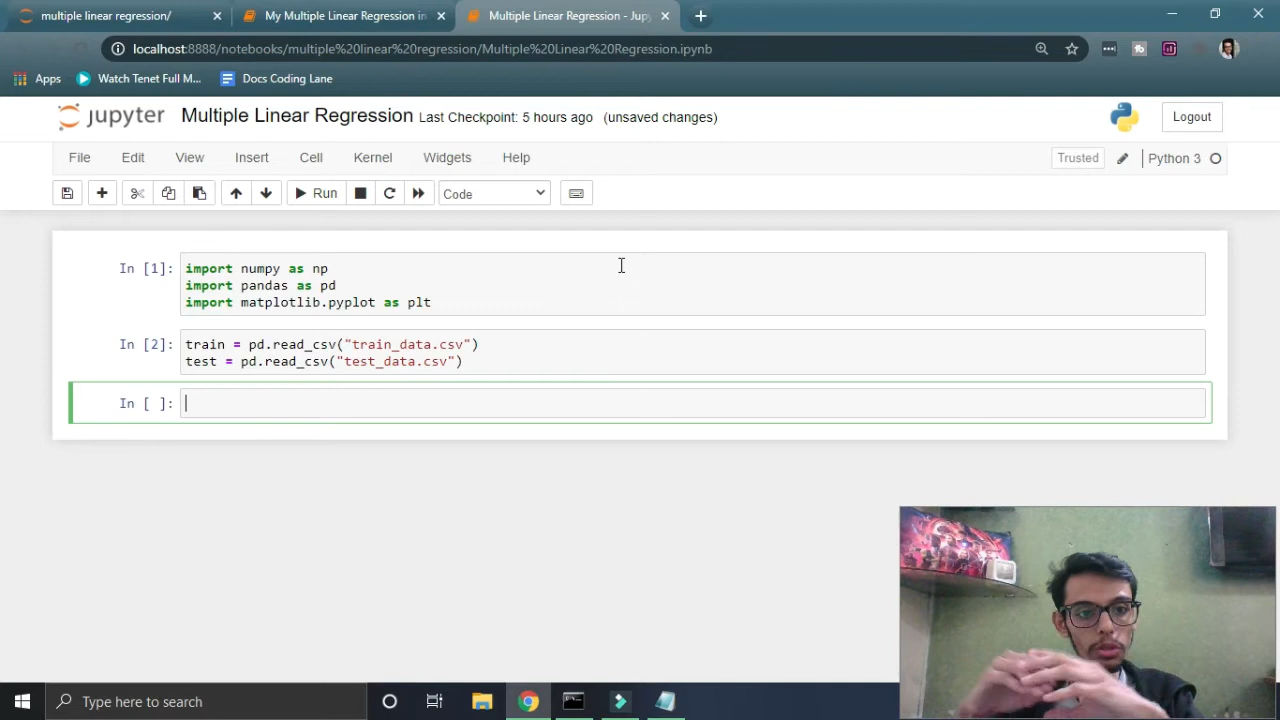 multiple linear regression/
My Multiple Linear Regression in
Multiple Linear Regression - Jupy
localhost:8888/notebooks/multiple%20linear%20regression/Multiple%20Linear%20Regression.ipynb
Apps
Watch Tenet Full M...
Docs Coding Lane
jupyter
Multiple Linear Regression Last Checkpoint: 5 hours ago (unsaved changes)
Logout
File Edit View Insert Cell Kernel Widgets Help
Trusted
Python 3
Run
Code
In [1]:
import numpy as np
import pandas as pd
import matplotlib.pyplot as plt
In [2]:
train = pd.read_csv("train_data.csv")
test = pd.read_csv("test_data.csv")
In [ ]:
Type here to search